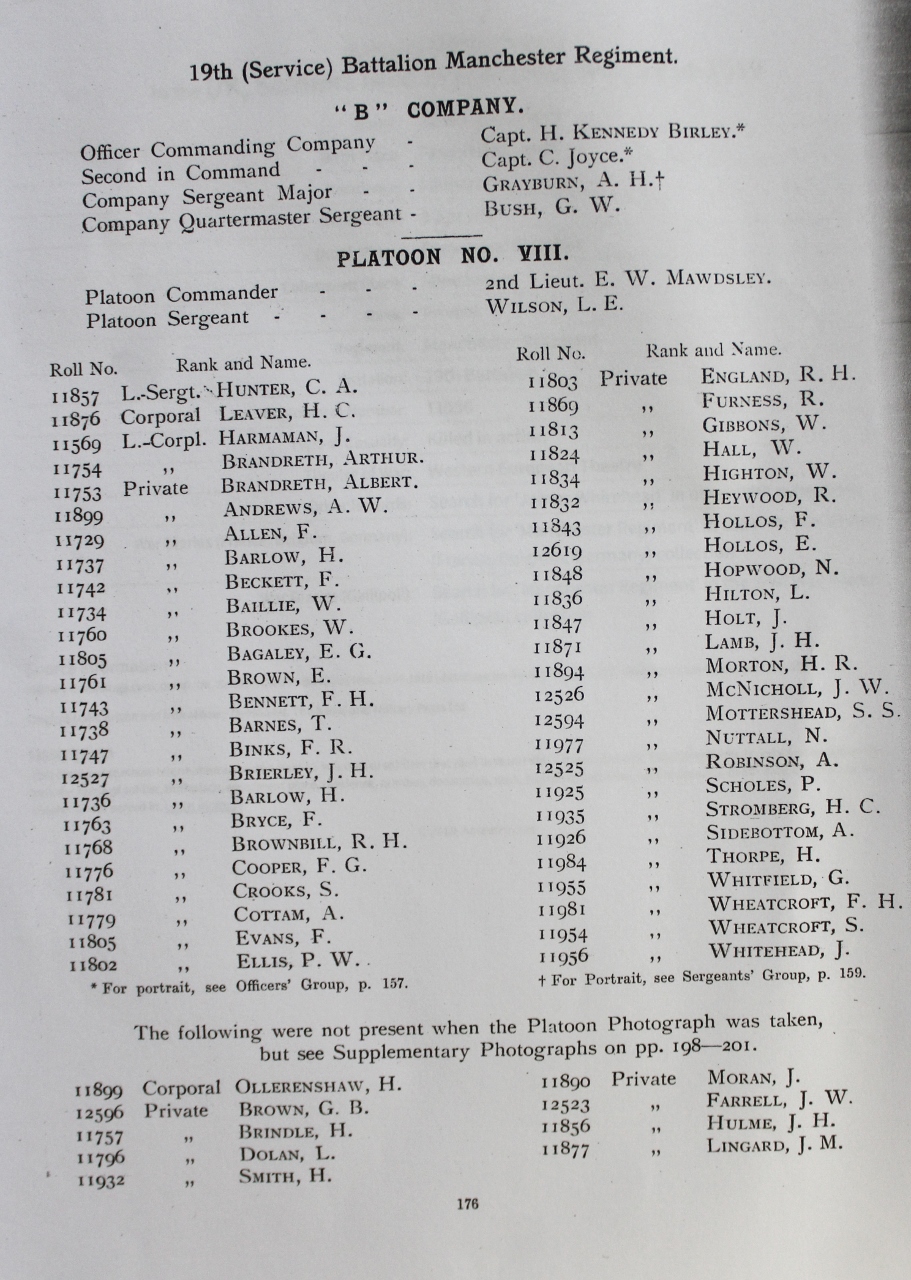 19th (Service) Battalion Manchester Regiment.
"B" COMPANY.
Officer Commanding Company - Capt. H. KENNEDY BIRLEY.*
Second in Command - - - Capt. C. JOYCE.*
Company Sergeant Major - - GRAYBURN, A. H.†
Company Quartermaster Sergeant - BUSH, G. W.
PLATOON NO. VIII.
Platoon Commander - - - 2nd Lieut. E. W. MAWDSLEY.
Platoon Sergeant - - - - WILSON, L. E.
Roll No. Rank and Name.
11857 L.-Sergt. HUNTER, C. A.
11876 Corporal LEAVER, H. C.
11569 L.-Corpl. HARMAMAN, J.
11754 ,, BRANDRETH, ARTHUR.
11753 Private BRANDRETH, ALBERT.
11899 ,, ANDREWS, A. W.
11729 ,, ALLEN, F.
11737 ,, BARLOW, H.
11742 ,, BECKETT, F.
11734 ,, BAILLIE, W.
11760 ,, BROOKES, W.
11805 ,, BAGALEY, E. G.
11761 ,, BROWN, E.
11743 ,, BENNETT, F. H.
11738 ,, BARNES, T.
11747 ,, BINKS, F. R.
12527 ,, BRIERLEY, J. H.
11736 ,, BARLOW, H.
11763 ,, BRYCE, F.
11768 ,, BROWNBILL, R. H.
11776 ,, COOPER, F. G.
11781 ,, CROOKS, S.
11779 ,, COTTAM, A.
11805 ,, EVANS, F.
11802 ,, ELLIS, P. W.
Roll No. Rank and Name.
11803 Private ENGLAND, R. H.
11869 ,, FURNESS, R.
11813 ,, GIBBONS, W.
11824 ,, HALL, W.
11834 ,, HIGHTON, W.
11832 ,, HEYWOOD, R.
11843 ,, HOLLOS, F.
12619 ,, HOLLOS, E.
11848 ,, HOPWOOD, N.
11836 ,, HILTON, L.
11847 ,, HOLT, J.
11871 ,, LAMB, J. H.
11894 ,, MORTON, H. R.
12526 ,, MCNICHOLL, J. W.
12594 ,, MOTTERSHEAD, S. S.
11977 ,, NUTTALL, N.
12525 ,, ROBINSON, A.
11925 ,, SCHOLES, P.
11935 ,, STROMBERG, H. C.
11926 ,, SIDEBOTTOM, A.
11984 ,, THORPE, H.
11955 ,, WHITFIELD, G.
11981 ,, WHEATCROFT, F. H.
11954 ,, WHEATCROFT, S.
11956 ,, WHITEHEAD, J.
* For portrait, see Officers' Group, p. 157.
† For Portrait, see Sergeants' Group, p. 159.
The following were not present when the Platoon Photograph was taken,
but see Supplementary Photographs on pp. 198—201.
11899 Corporal OLLERENSHAW, H.
12596 Private BROWN, G. B.
11757 ,, BRINDLE, H.
11796 ,, DOLAN, L.
11932 ,, SMITH, H.
11890 Private MORAN, J.
12523 ,, FARRELL, J. W.
11856 ,, HULME, J. H.
11877 ,, LINGARD, J. M.
176